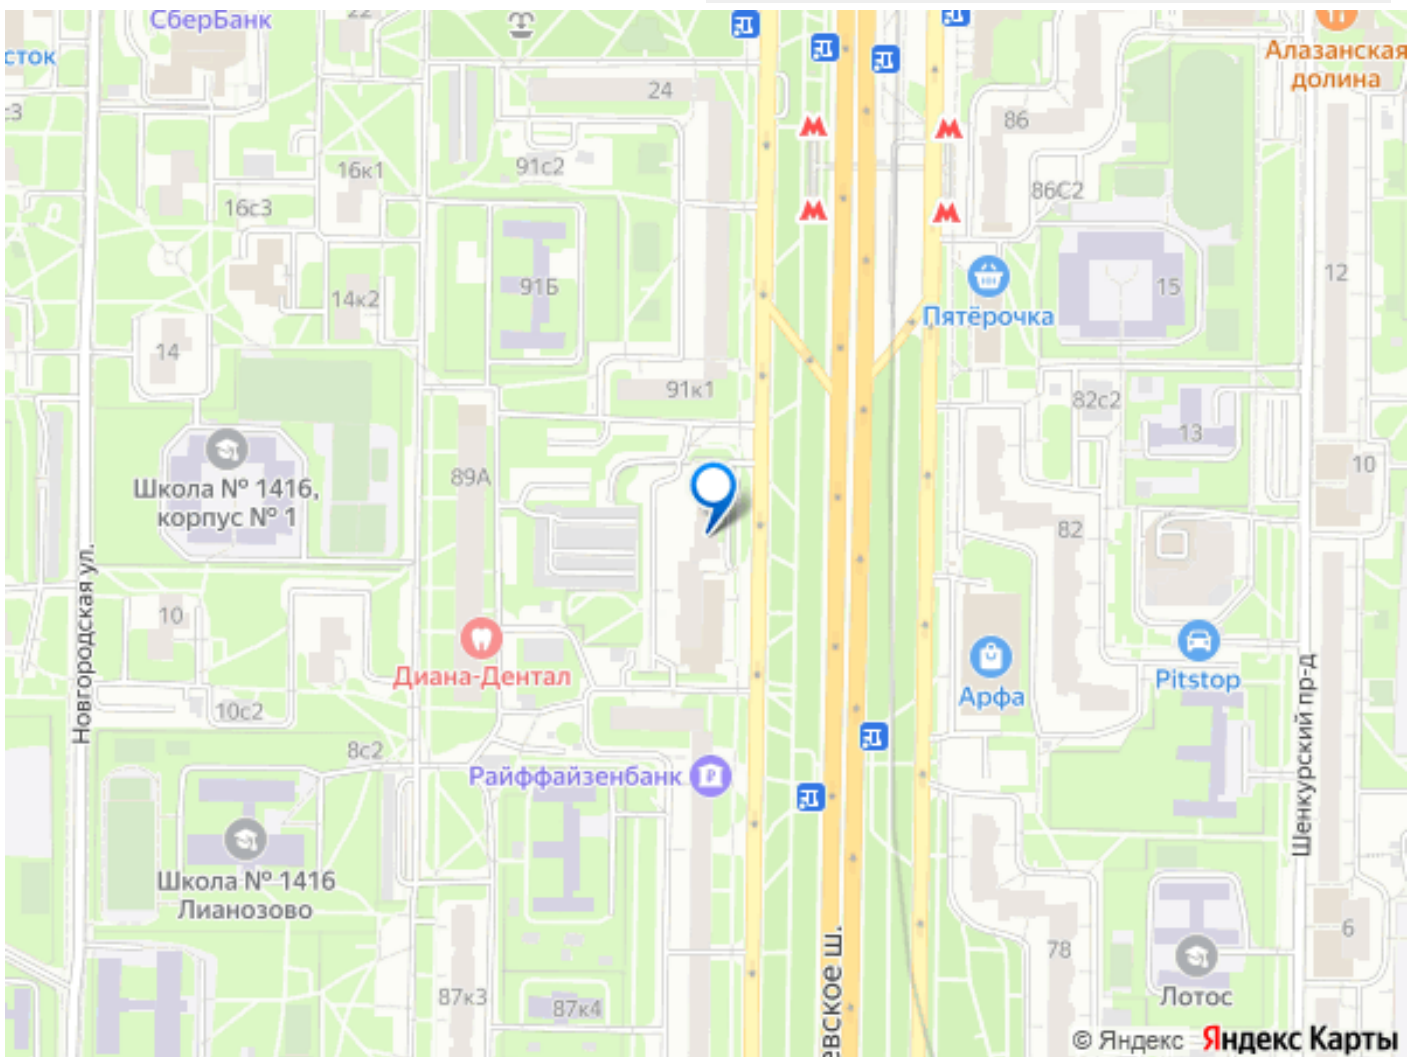 СберБанк
22
сток
24
Алазанская
долина
с3
86
91с2
16к1
86С2
16с3
12
91Б
15
14к2
Пятёрочка
14
91к1
82с2
13
89А
10
Школа № 1416,
корпус № 1
82
Новгородская ул.
10
Диана-Дентал
Арфа
Pitstop
10с2
8с2
Шенкурский пр-д
Райффайзенбанк
Школа № 1416
Лианозово
6
78
евское ш.
87к3
87к4
Лотос
© Яндекс Яндекс Карты